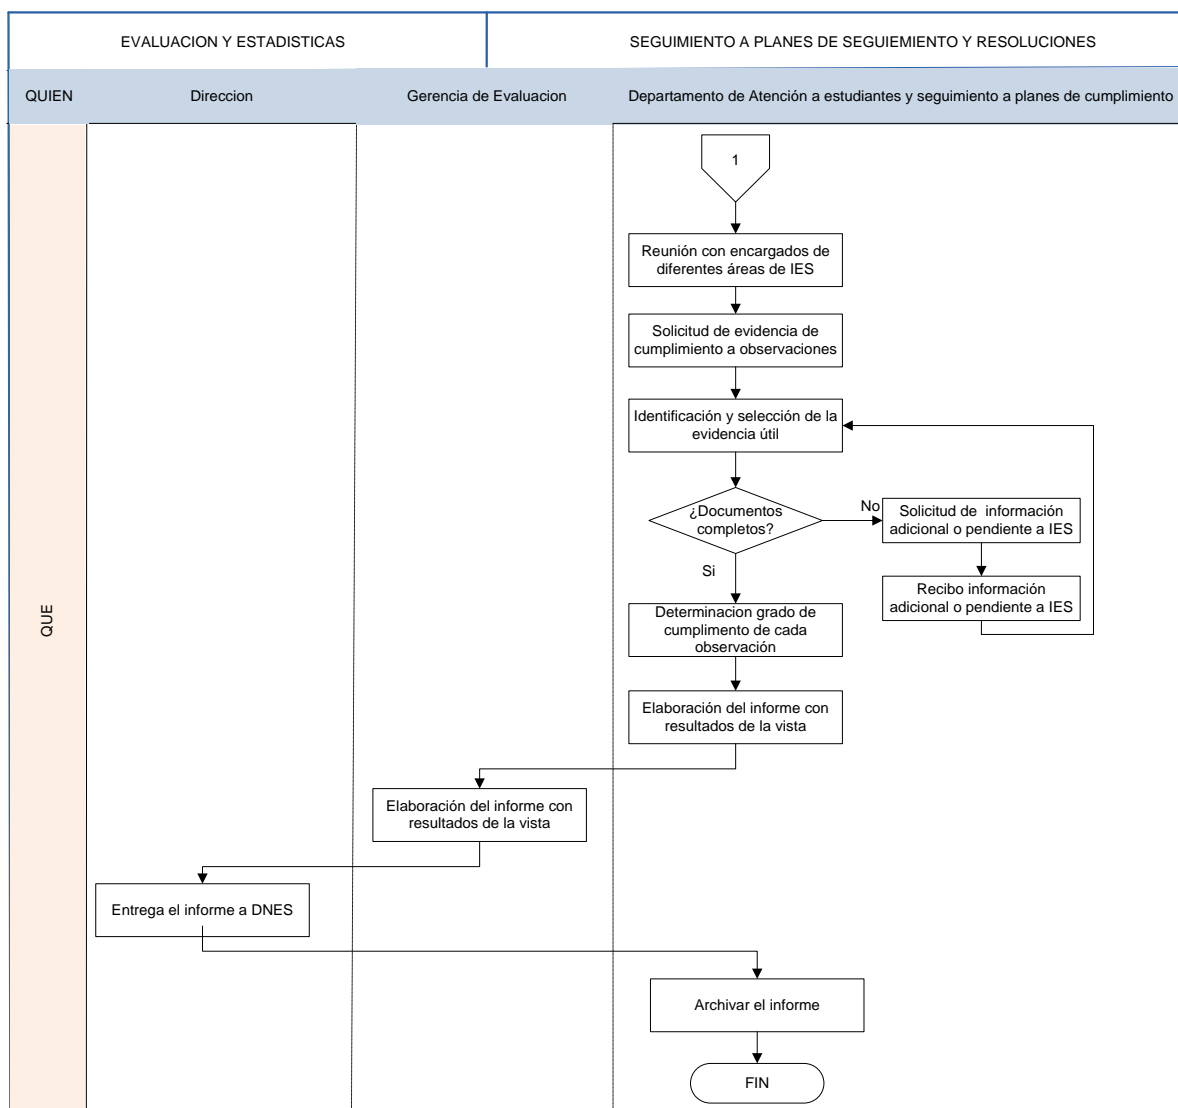 EVALUACION Y ESTADISTICAS
SEGUIMIENTO A PLANES DE SEGUIEMIENTO Y RESOLUCIONES
QUIEN
Direccion
Gerencia de Evaluacion
Departamento de Atención a estudiantes y seguimiento a planes de cumplimiento
QUE
1
Reunión con encargados de
diferentes áreas de IES
Solicitud de evidencia de
cumplimiento a observaciones
Identificación y selección de la
evidencia útil
¿Documentos
completos?
No
Solicitud de información
adicional o pendiente a IES
Si
Recibo información
adicional o pendiente a IES
Determinacion grado de
cumplimento de cada
observación
Elaboración del informe con
resultados de la vista
Elaboración del informe con
resultados de la vista
Entrega el informe a DNES
Archivar el informe
FIN